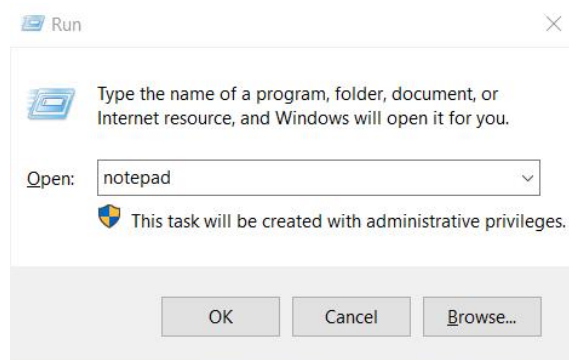 Run
Type the name of a program, folder, document, or
Internet resource, and Windows will open it for you.
Open: notepad
This task will be created with administrative privileges.
OK Cancel Browse...